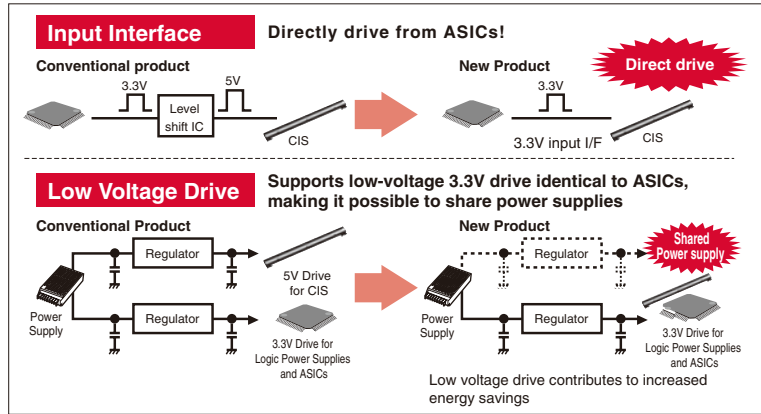 Input Interface
Directly drive from ASICs!
Conventional product
3.3V
5V
Level
shift IC
CIS
New Product
3.3V
Direct drive
3.3V input I/F
CIS
Low Voltage Drive
Supports low-voltage 3.3V drive identical to ASICs,
making it possible to share power supplies
Conventional Product
Regulator
5V Drive
for CIS
Power
Supply
Regulator
3.3V Drive for
Logic Power Supplies
and ASICs
New Product
Regulator
Shared
Power supply
Power
Supply
Regulator
3.3V Drive for
Logic Power Supplies
and ASICs
Low voltage drive contributes to increased
energy savings